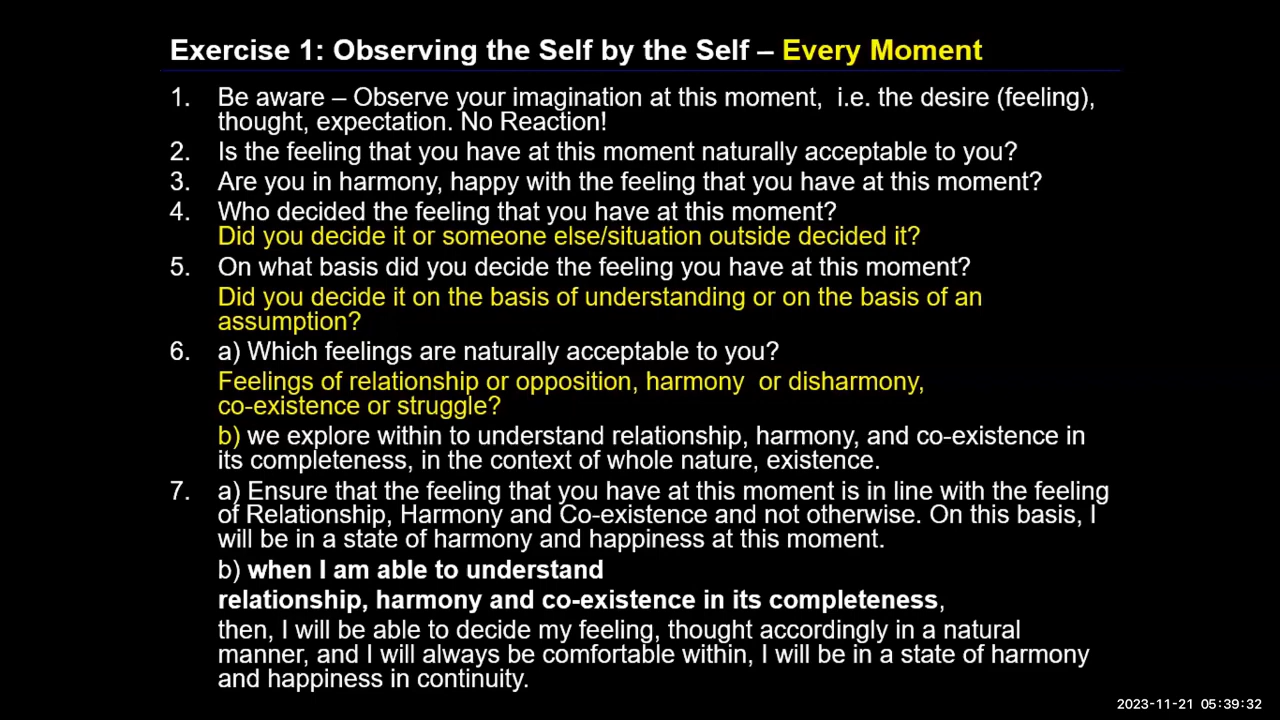 Exercise 1: Observing the Self by the Self – Every Moment
1. Be aware – Observe your imagination at this moment, i.e. the desire (feeling),
thought, expectation. No Reaction!
2. Is the feeling that you have at this moment naturally acceptable to you?
3. Are you in harmony, happy with the feeling that you have at this moment?
4. Who decided the feeling that you have at this moment?
Did you decide it or someone else/situation outside decided it?
5. On what basis did you decide the feeling you have at this moment?
Did you decide it on the basis of understanding or on the basis of an
assumption?
6. a) Which feelings are naturally acceptable to you?
Feelings of relationship or opposition, harmony or disharmony,
co-existence or struggle?
b) we explore within to understand relationship, harmony, and co-existence in
its completeness, in the context of whole nature, existence.
7. a) Ensure that the feeling that you have at this moment is in line with the feeling
of Relationship, Harmony and Co-existence and not otherwise. On this basis, I
will be in a state of harmony and happiness at this moment.
b) when I am able to understand
relationship, harmony and co-existence in its completeness,
then, I will be able to decide my feeling, thought accordingly in a natural
manner, and I will always be comfortable within, I will be in a state of harmony
and happiness in continuity.
2023-11-21 05:39:32